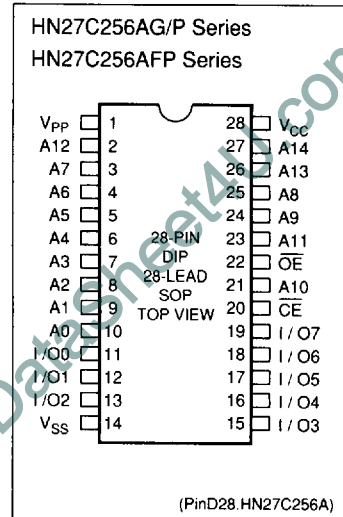 HN27C256AG/P Series
HN27C256AFP Series
VPP 1 28 VCC
A12 2 27 A14
A7 3 26 A13
A6 4 25 A8
A5 5 24 A9
A4 6 28-PIN 23 A11
A3 7 DIP 22 OE
A2 8 28-LEAD 21 A10
A1 9 SOP 20 CE
A0 10 TOP VIEW 19 I/O7
I/O0 11 18 I/O6
I/O1 12 17 I/O5
I/O2 13 16 I/O4
VSS 14 15 I/O3
(PinD28.HN27C256A)
DataSheet4U.com